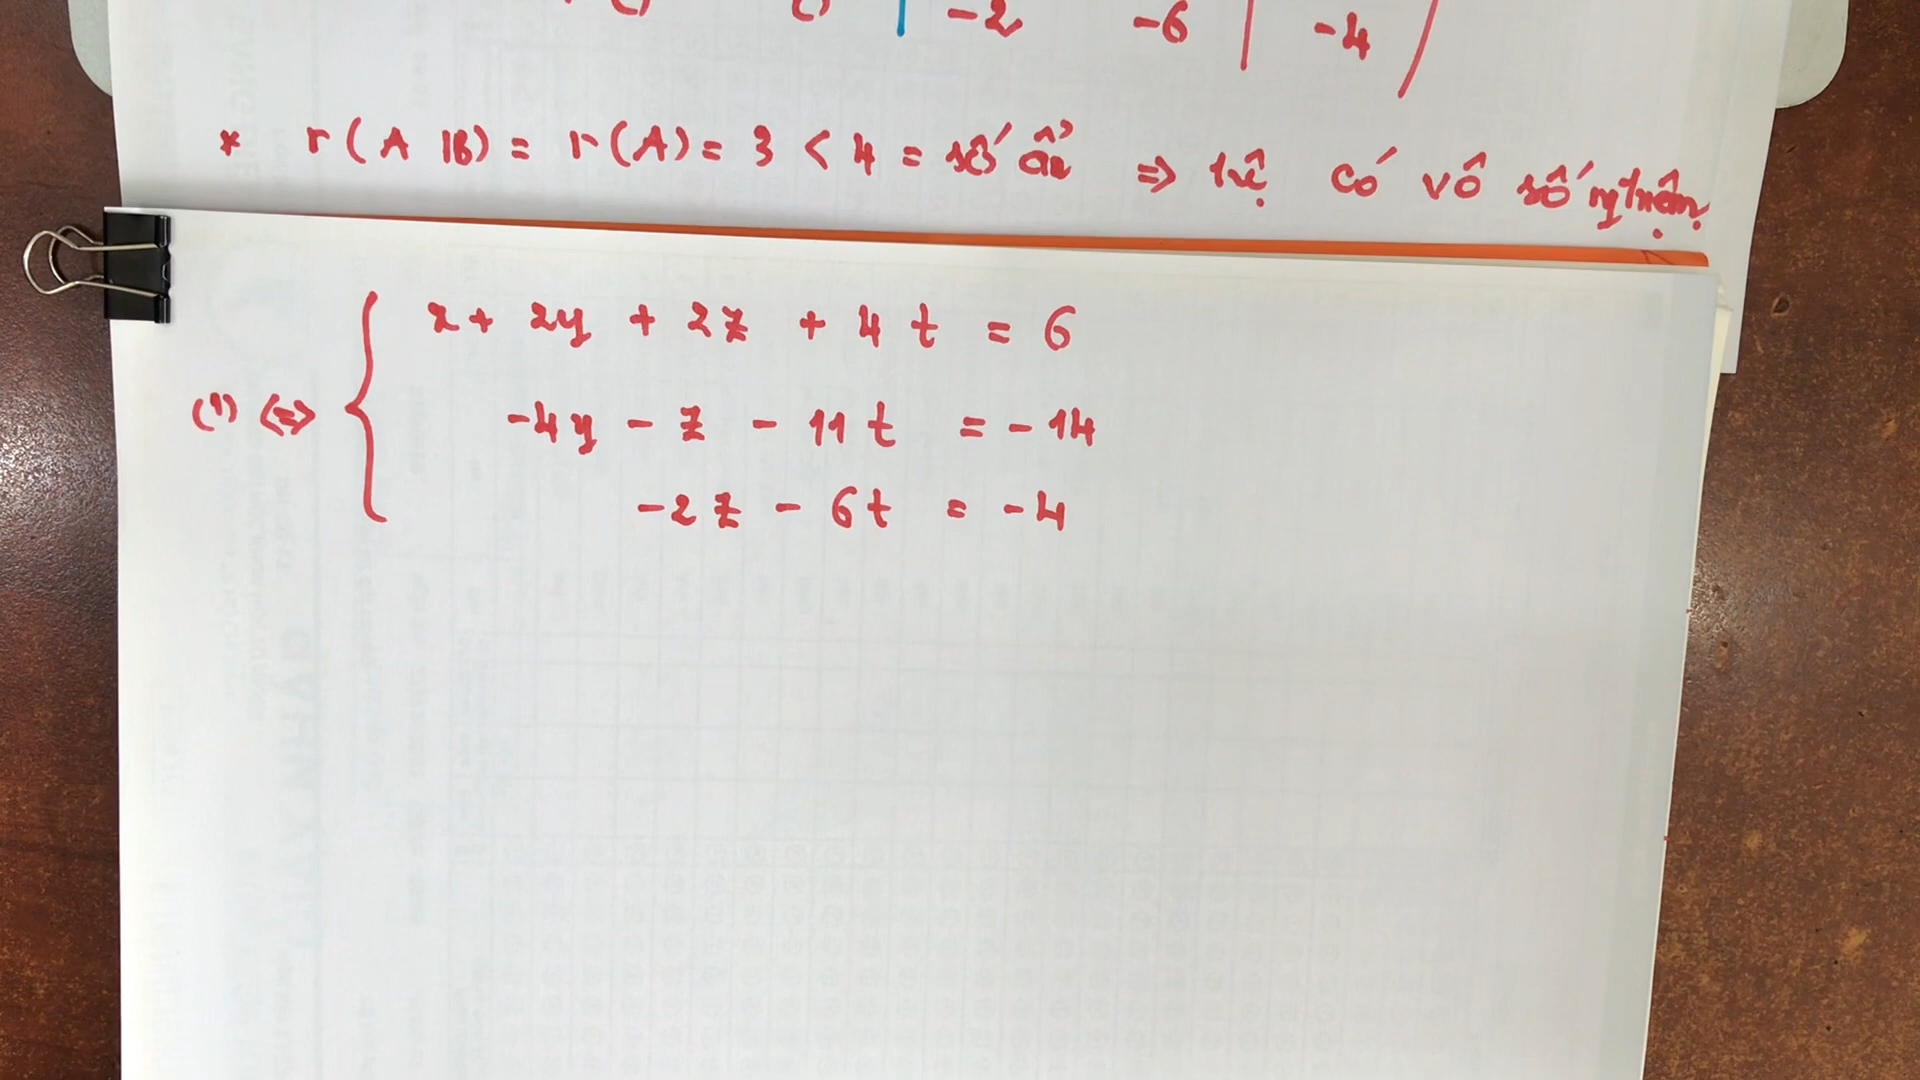 -2 -6 | -4
* r(A|B) = r(A) = 3 < 4 = số ẩn => hệ có vô số nghiệm
x + 2y + 2z + 4t = 6
(1) <=> { -4y - z - 11t = -14
-2z - 6t = -4